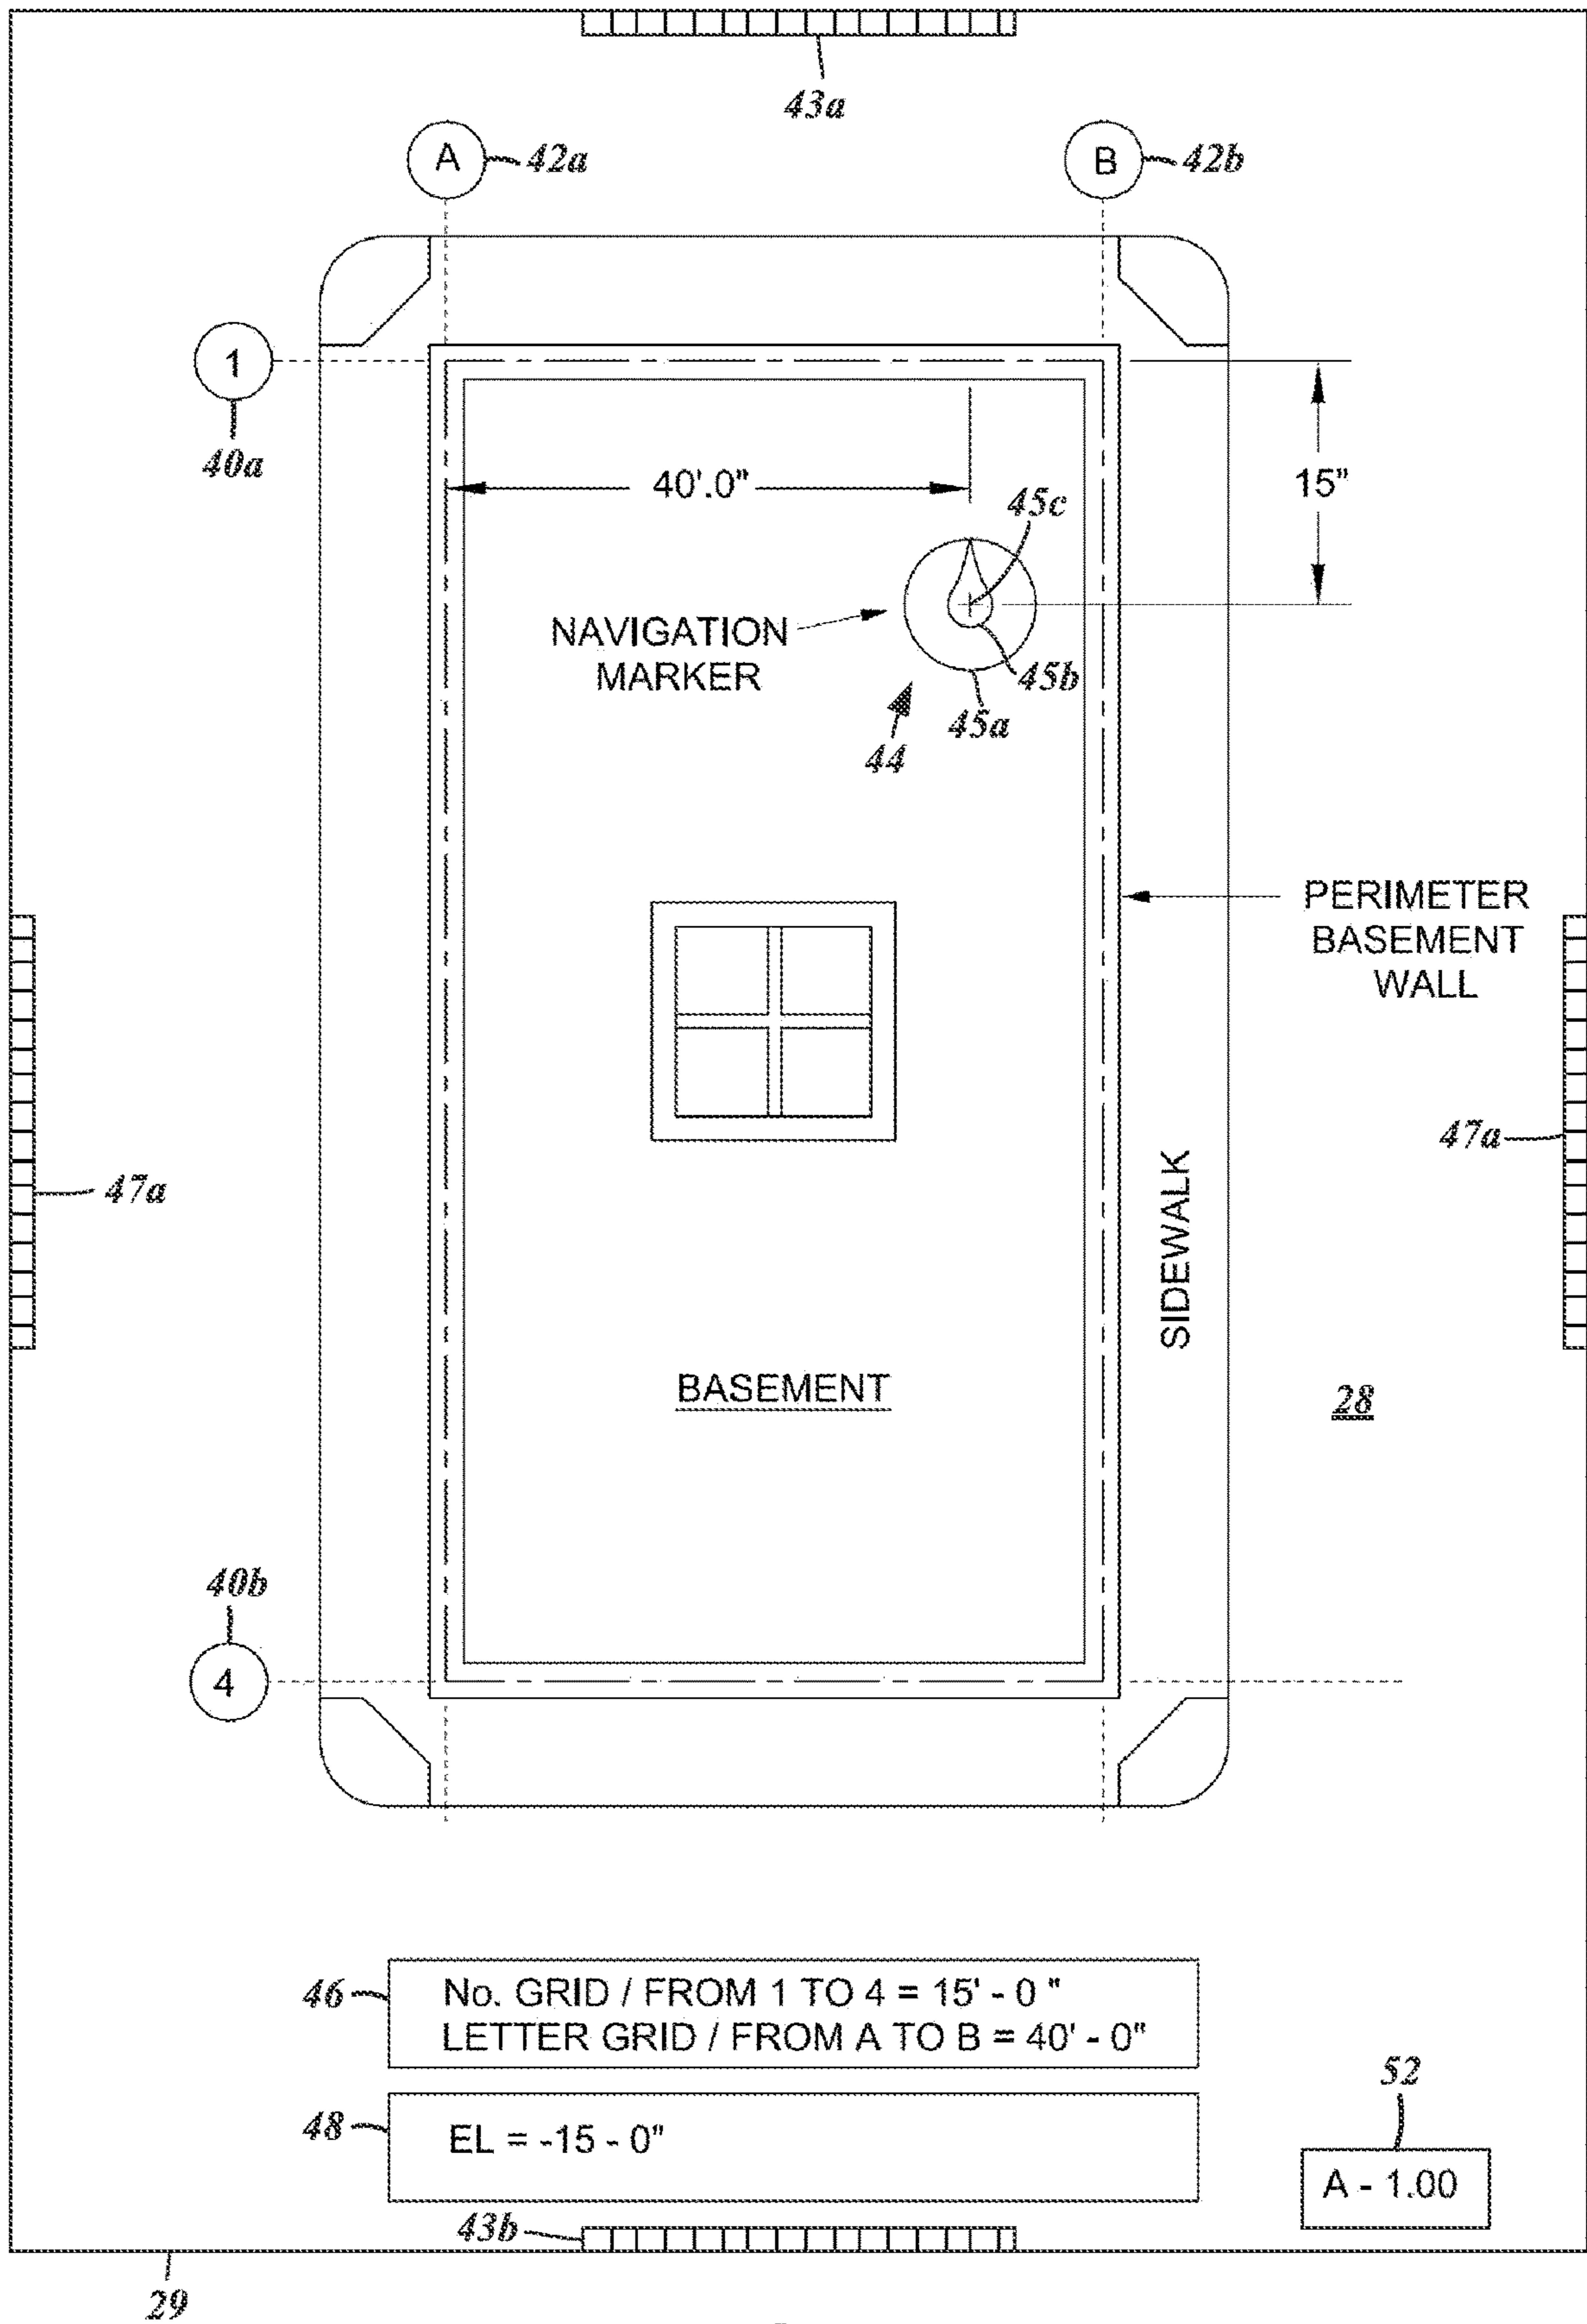 43a
A
42a
B
42b
1
40a
40'.0"
15"
45c
NAVIGATION
MARKER
45b
45a
44
PERIMETER
BASEMENT
WALL
47a
47a
SIDEWALK
BASEMENT
28
40b
4
46
No. GRID / FROM 1 TO 4 = 15' - 0 "
LETTER GRID / FROM A TO B = 40' - 0"
48
EL = -15 - 0"
52
A - 1.00
43b
29